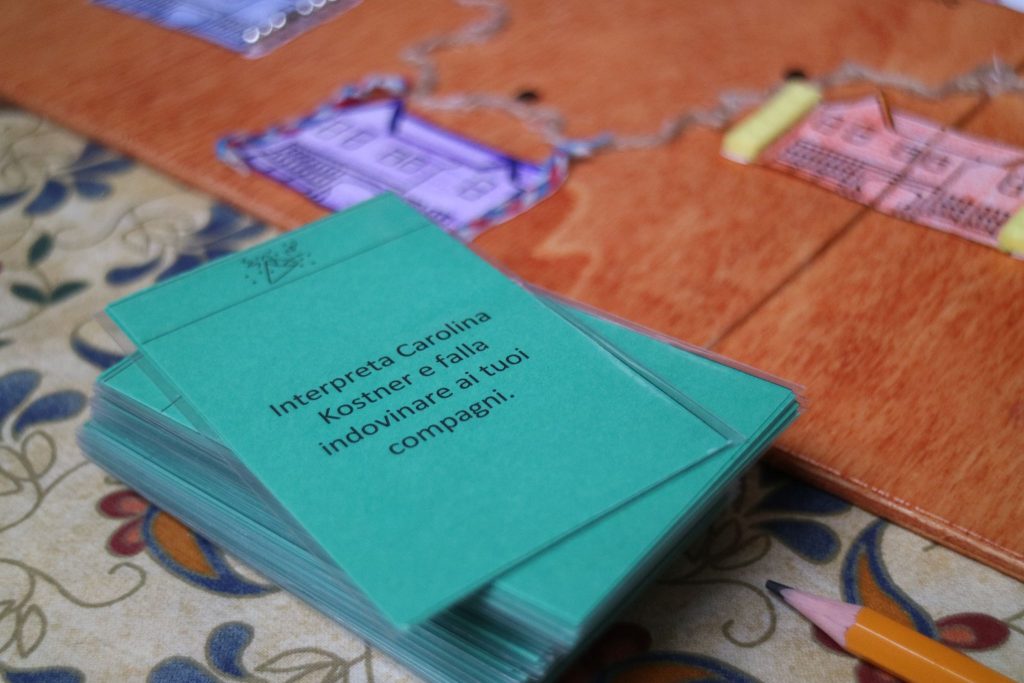 Interpreta Carolina
Kostner e falla
indovinare ai tuoi
compagni.